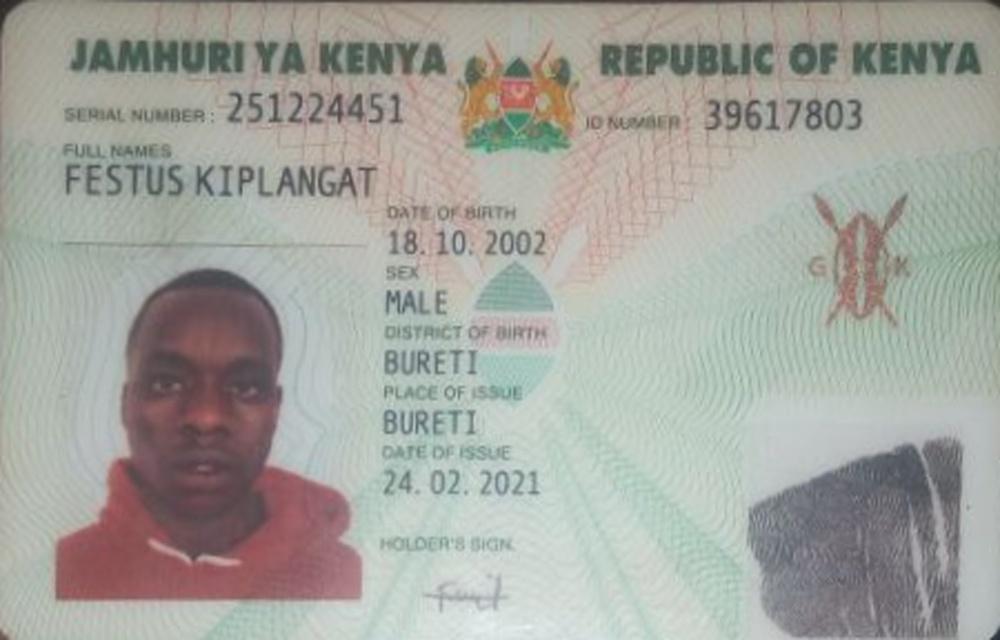 JAMHURI YA KENYA REPUBLIC OF KENYA
SERIAL NUMBER: 251224451 ID NUMBER: 39617803
FULL NAMES
FESTUS KIPLANGAT
DATE OF BIRTH
18. 10. 2002
SEX
MALE
DISTRICT OF BIRTH
BURETI
PLACE OF ISSUE
BURETI
DATE OF ISSUE
24. 02. 2021
HOLDER'S SIGN.
G K